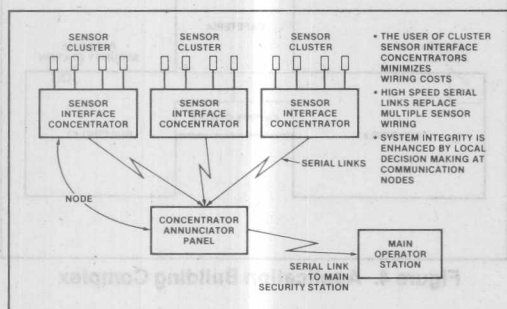 SENSOR
CLUSTER
SENSOR
CLUSTER
SENSOR
CLUSTER
SENSOR
INTERFACE
CONCENTRATOR
SENSOR
INTERFACE
CONCENTRATOR
SENSOR
INTERFACE
CONCENTRATOR
• THE USER OF CLUSTER
SENSOR INTERFACE
CONCENTRATORS
MINIMIZES
WIRING COSTS
• HIGH SPEED SERIAL
LINKS REPLACE
MULTIPLE SENSOR
WIRING
• SYSTEM INTEGRITY IS
ENHANCED BY LOCAL
DECISION MAKING AT
COMMUNICATION
NODES
SERIAL LINKS
NODE
CONCENTRATOR
ANNUNCIATOR
PANEL
MAIN
OPERATOR
STATION
SERIAL LINK
TO MAIN
SECURITY STATION